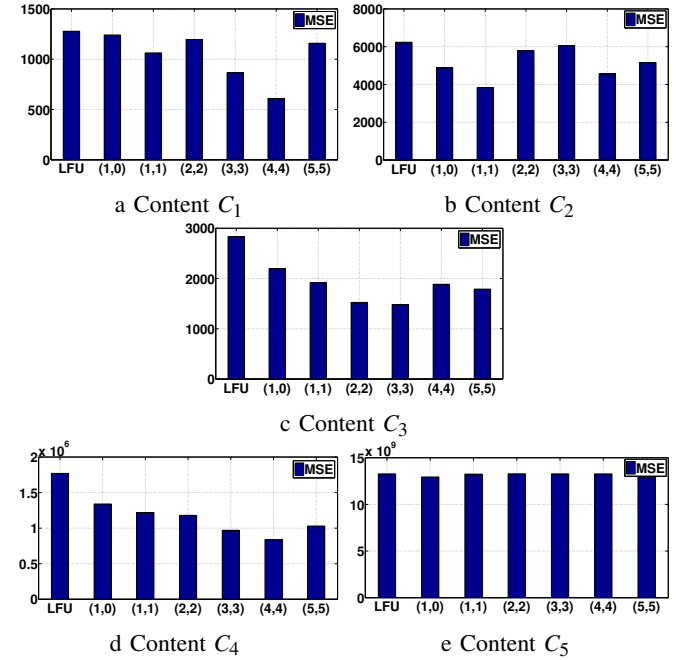 1500
1000
500
0
MSE
LFU (1,0) (1,1) (2,2) (3,3) (4,4) (5,5)
a Content C1
8000
6000
4000
2000
0
MSE
LFU (1,0) (1,1) (2,2) (3,3) (4,4) (5,5)
b Content C2
3000
2000
1000
0
MSE
LFU (1,0) (1,1) (2,2) (3,3) (4,4) (5,5)
c Content C3
x 10^6
2
1.5
1
0.5
0
MSE
LFU (1,0) (1,1) (2,2) (3,3) (4,4) (5,5)
d Content C4
x 10^9
15
10
5
0
MSE
LFU (1,0) (1,1) (2,2) (3,3) (4,4) (5,5)
e Content C5